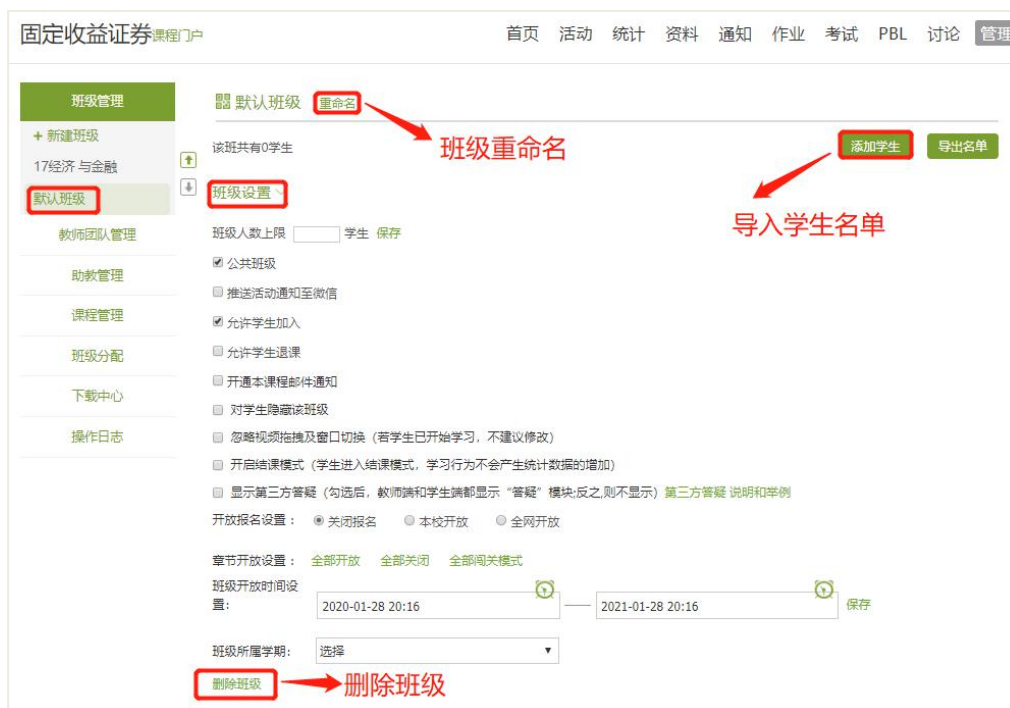 固定收益证券课程门户 首页 活动 统计 资料 通知 作业 考试 PBL 讨论 管理
班级管理
+ 新建班级
17经济 与金融
默认班级
教师团队管理
助教管理
课程管理
班级分配
下载中心
操作日志
默认班级 重命名
班级重命名
该班共有0学生 添加学生 导出名单
导入学生名单
班级设置
班级人数上限 学生 保存
公共班级
推送活动通知至微信
允许学生加入
允许学生退课
开通本课程邮件通知
对学生隐藏该班级
忽略视频拖拽及窗口切换（若学生已开始学习，不建议修改）
开启结课模式（学生进入结课模式，学习行为不会产生统计数据的增加）
显示第三方答疑（勾选后，教师端和学生端都显示“答疑”模块;反之,则不显示）第三方答疑 说明和举例
开放报名设置： 关闭报名 本校开放 全网开放
章节开放设置： 全部开放 全部关闭 全部闯关模式
班级开放时间设
置: 2020-01-28 20:16 —— 2021-01-28 20:16 保存
班级所属学期: 选择
删除班级 删除班级